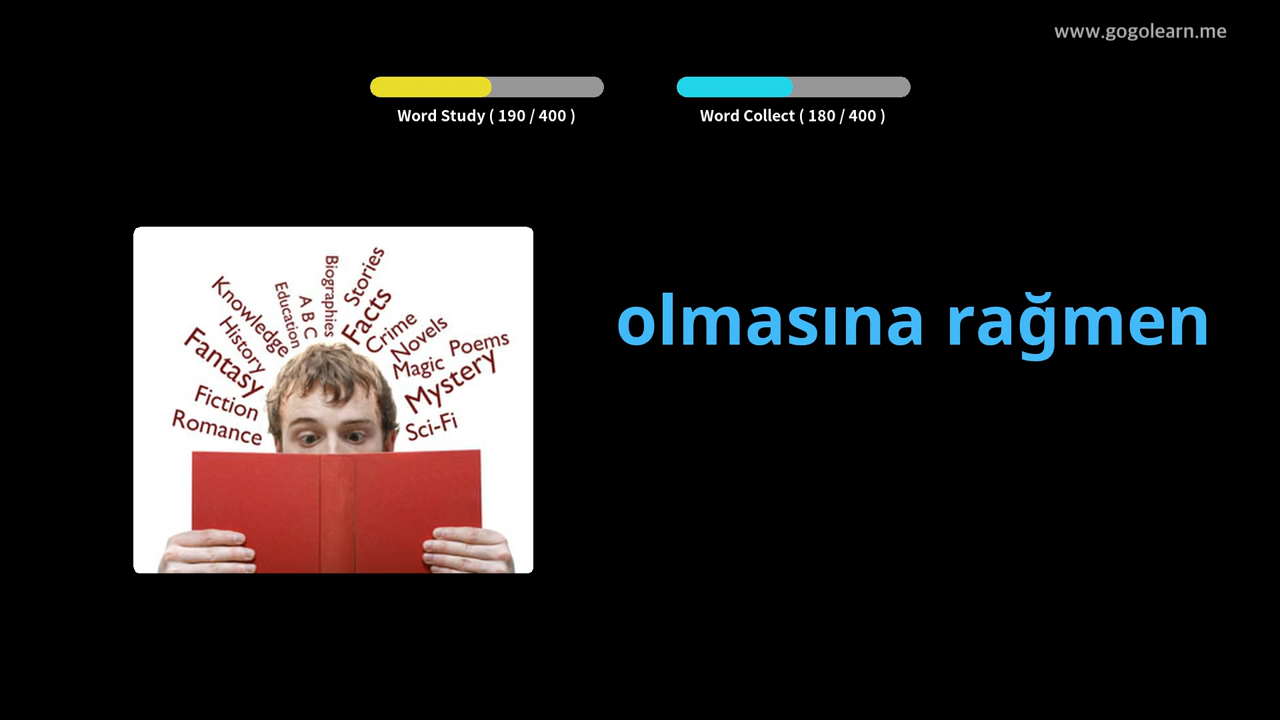 www.gogolearn.me
Word Study ( 190 / 400 )
Word Collect ( 180 / 400 )
olmasına rağmen
Romance
Fiction
Fantasy
History
Knowledge
Education
A B C
Biographies
Stories
Facts
Crime
Novels
Magic
Poems
Mystery
Sci-Fi